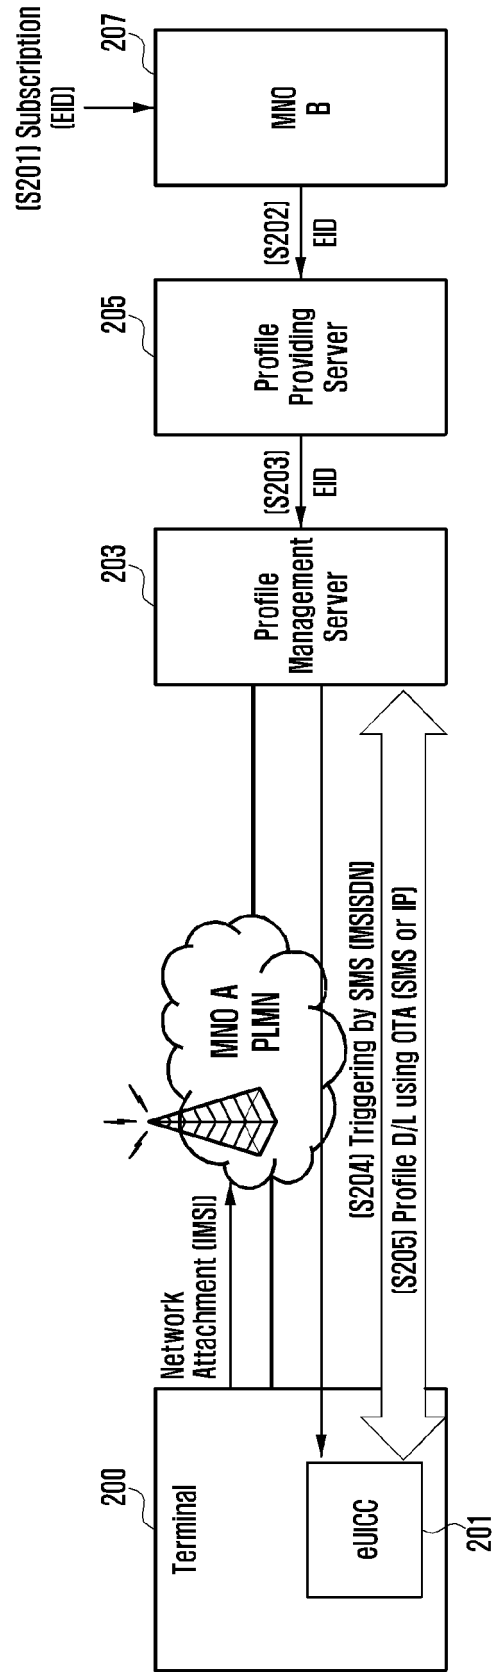 200
Terminal
eUICC
201
Network
Attachment (IMSI)
MNO A
PLMN
(S204) Triggering by SMS (MSISDN)
(S205) Profile D/L using OTA (SMS or IP)
203
Profile
Management
Server
(S203)
EID
205
Profile
Providing
Server
(S202)
EID
(S201) Subscription
(EID)
207
MNO
B